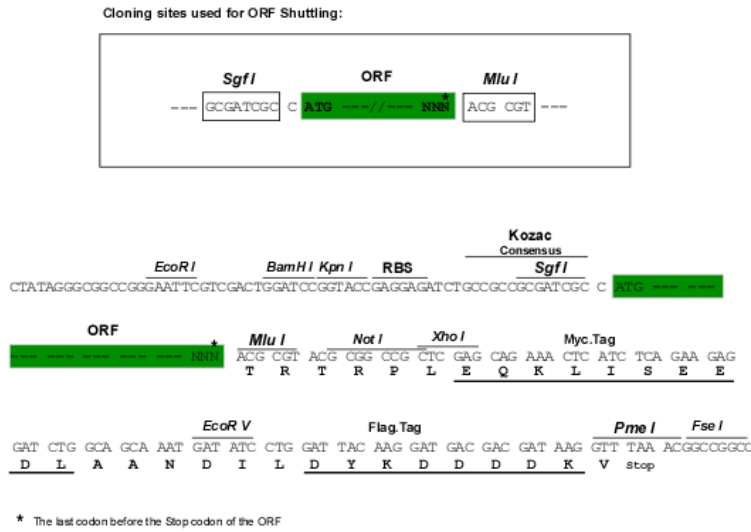 Cloning sites used for ORF Shuttling:
Sgf I ORF Mlu I
*
--- GCGATCGC C ATG ---//--- NNN ACG CGT ---
Kozac
Consensus
EcoR I BamH I Kpn I RBS Sgf I
CTATAGGGCGGCCGGGAATTCGTCGACTGGATCCGGTACCGAGGAGATCTGCCGCCGCGATCGC C ATG --- ---
ORF
* Mlu I Not I Xho I Myc.Tag
--- --- --- --- --- --- NNN ACG CGT ACG CGG CCG CTC GAG CAG AAA CTC ATC TCA GAA GAG
T R T R P L E Q K L I S E E
EcoR V Flag.Tag Pme I Fse I
GAT CTG GCA GCA AAT GAT ATC CTG GAT TAC AAG GAT GAC GAC GAT AAG GTT TAA ACGGCCGGCC
D L A A N D I L D Y K D D D D K V Stop
* The last codon before the Stop codon of the ORF